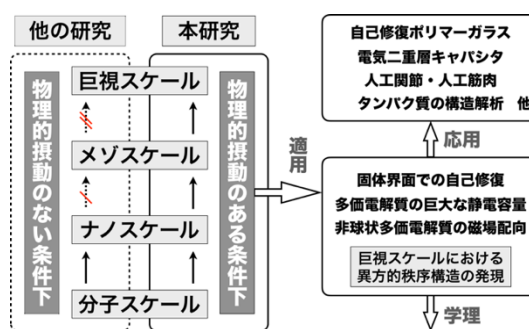 他の研究
本研究
物理的摂動のない条件下
巨視スケール
メゾスケール
ナノスケール
分子スケール
物理的摂動のある条件下
適用
自己修復ポリマーガラス
電気二重層キャパシタ
人工関節・人工筋肉
タンパク質の構造解析 他
応用
固体界面での自己修復
多価電解質の巨大な静電容量
非球状多価電解質の磁場配向
巨視スケールにおける
異方的秩序構造の発現
学理